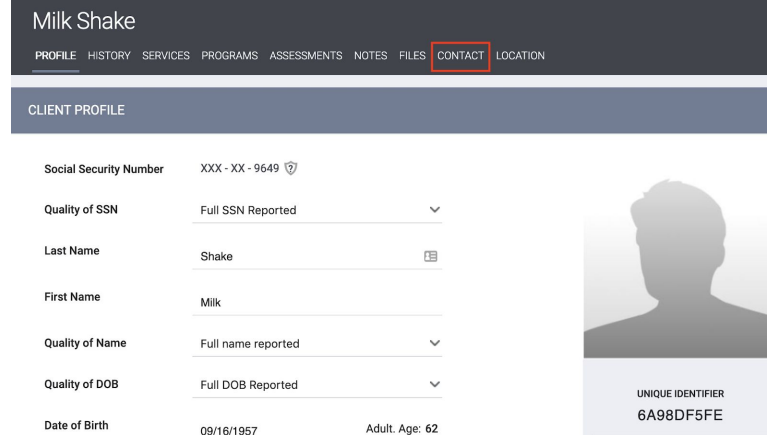 Milk Shake
PROFILE HISTORY SERVICES PROGRAMS ASSESSMENTS NOTES FILES CONTACT LOCATION
CLIENT PROFILE
Social Security Number XXX - XX - 9649 ?
Quality of SSN Full SSN Reported
Last Name Shake
First Name Milk
Quality of Name Full name reported
Quality of DOB Full DOB Reported
Date of Birth 09/16/1957 Adult. Age: 62
UNIQUE IDENTIFIER
6A98DF5FE